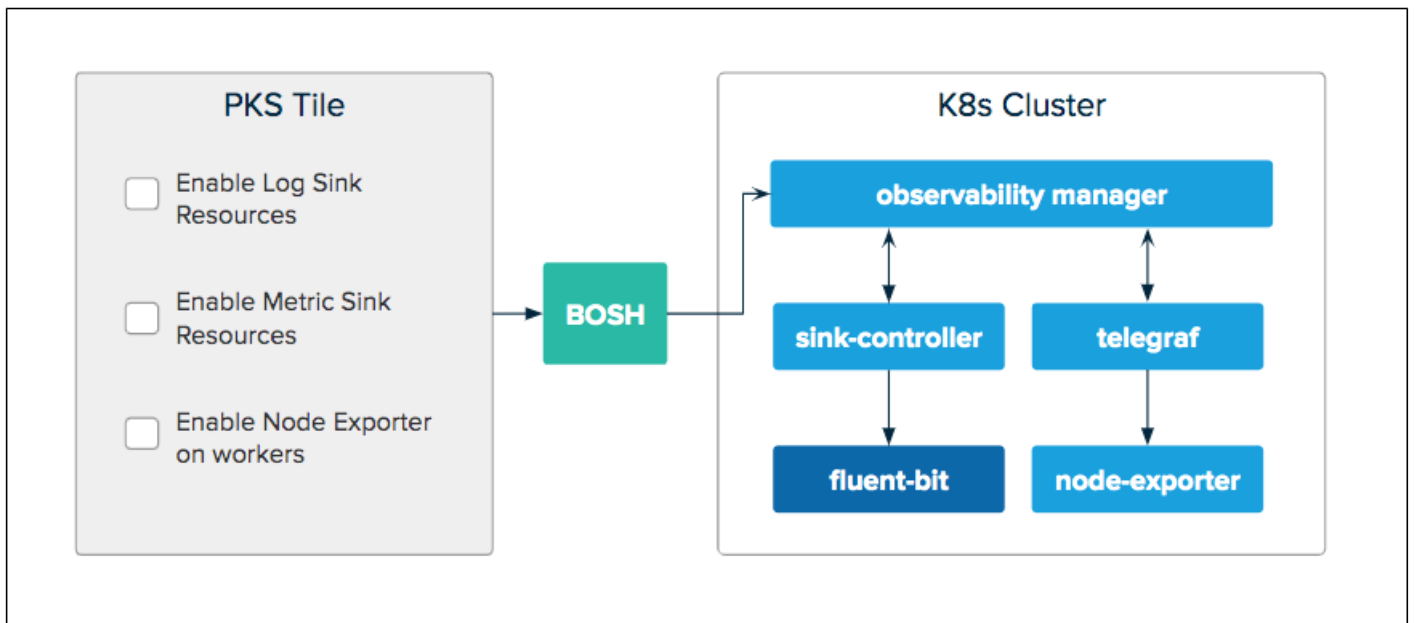 PKS Tile
Enable Log Sink
Resources
Enable Metric Sink
Resources
Enable Node Exporter
on workers
BOSH
K8s Cluster
observability manager
sink-controller
telegraf
fluent-bit
node-exporter